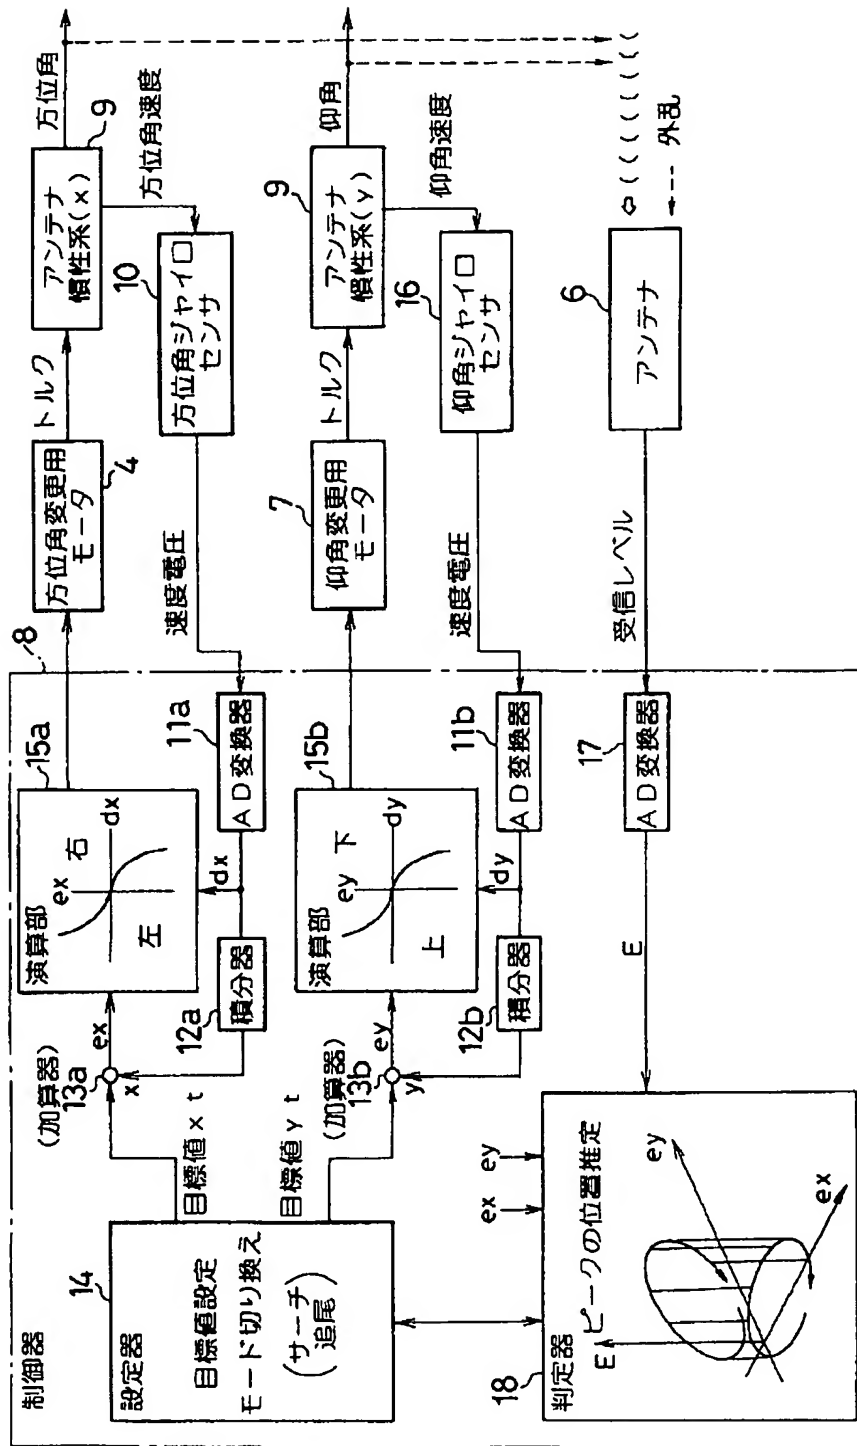 制御器
8
設定器
14
目標値設定
モード切り換え
(サーチ
追尾)
目標値xt
目標値yt
(加算器)
13a
ex
x
演算部
15a
ex
dx
右
左
dx
積分器
12a
AD変換器
11a
方位角変更用
モータ
4
トルク
アンテナ
慣性系(x)
9
方位角
方位角速度
方位角ジャイロ
センサ
10
速度電圧
(加算器)
13b
ey
y
演算部
15b
ey
dy
下
上
dy
積分器
12b
AD変換器
11b
仰角変更用
モータ
7
トルク
アンテナ
慣性系(y)
9
仰角
仰角速度
仰角ジャイロ
センサ
16
速度電圧
判定器
18
ピークの位置推定
E
ey
ex
ex
ey
E
AD変換器
17
受信レベル
アンテナ
6
外乱